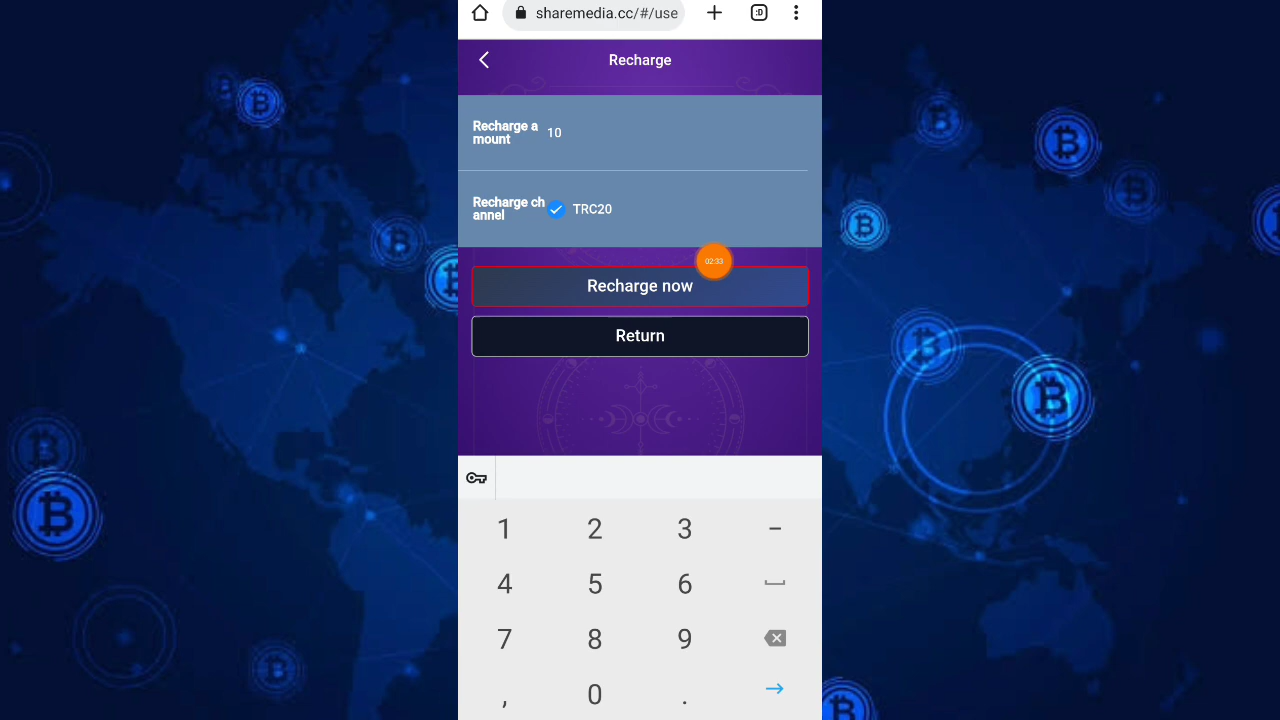 sharemedia.cc/#/use
:D
Recharge
Recharge a
mount
10
Recharge ch
annel
TRC20
02:33
Recharge now
Return
1 2 3 -
4 5 6
7 8 9
, 0 .